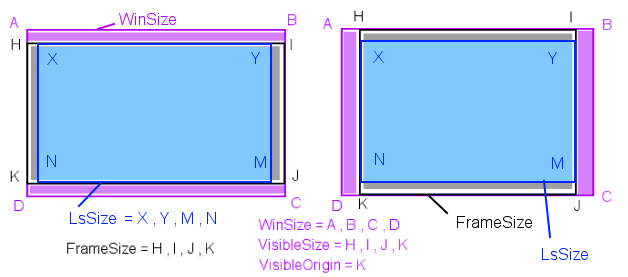 A WinSize B
H I
X Y
N M
K J
D C
LsSize = X , Y , M , N
FrameSize = H , I , J , K
H I
A B
X Y
N M
D K J C
WinSize = A , B , C , D
VisibleSize = H , I , J , K
VisibleOrigin = K
FrameSize
LsSize